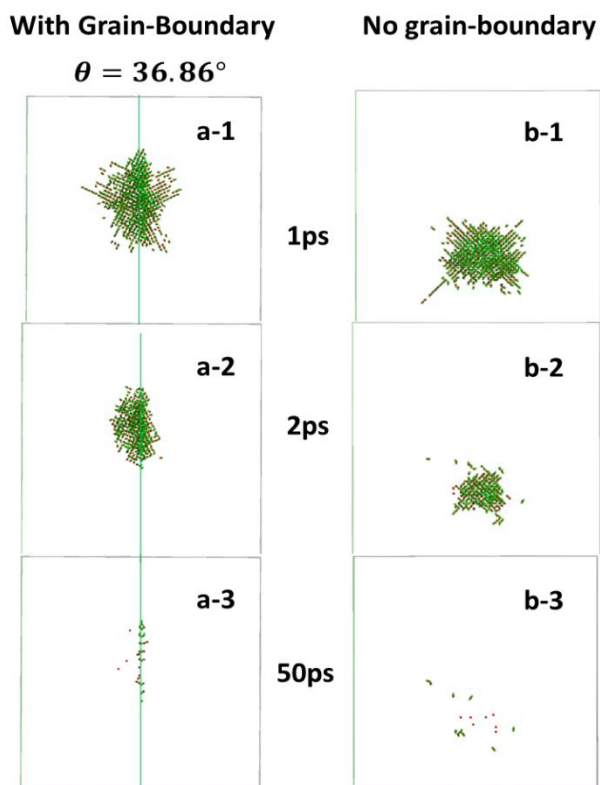 With Grain-Boundary
No grain-boundary
θ = 36.86°
a-1
b-1
1ps
a-2
b-2
2ps
a-3
b-3
50ps